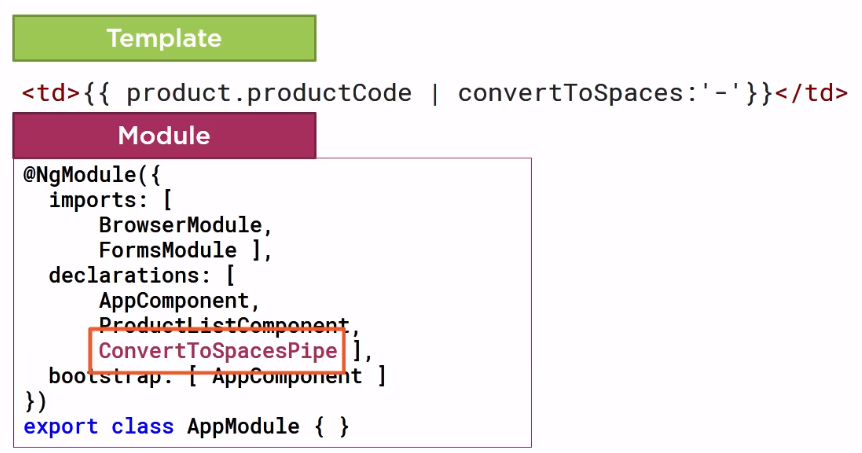 Template
<td>{{ product.productCode | convertToSpaces:'-'}}</td>
Module
@NgModule({
  imports: [
      BrowserModule,
      FormsModule ],
  declarations: [
      AppComponent,
      ProductListComponent,
      ConvertToSpacesPipe ],
  bootstrap: [ AppComponent ]
})
export class AppModule { }